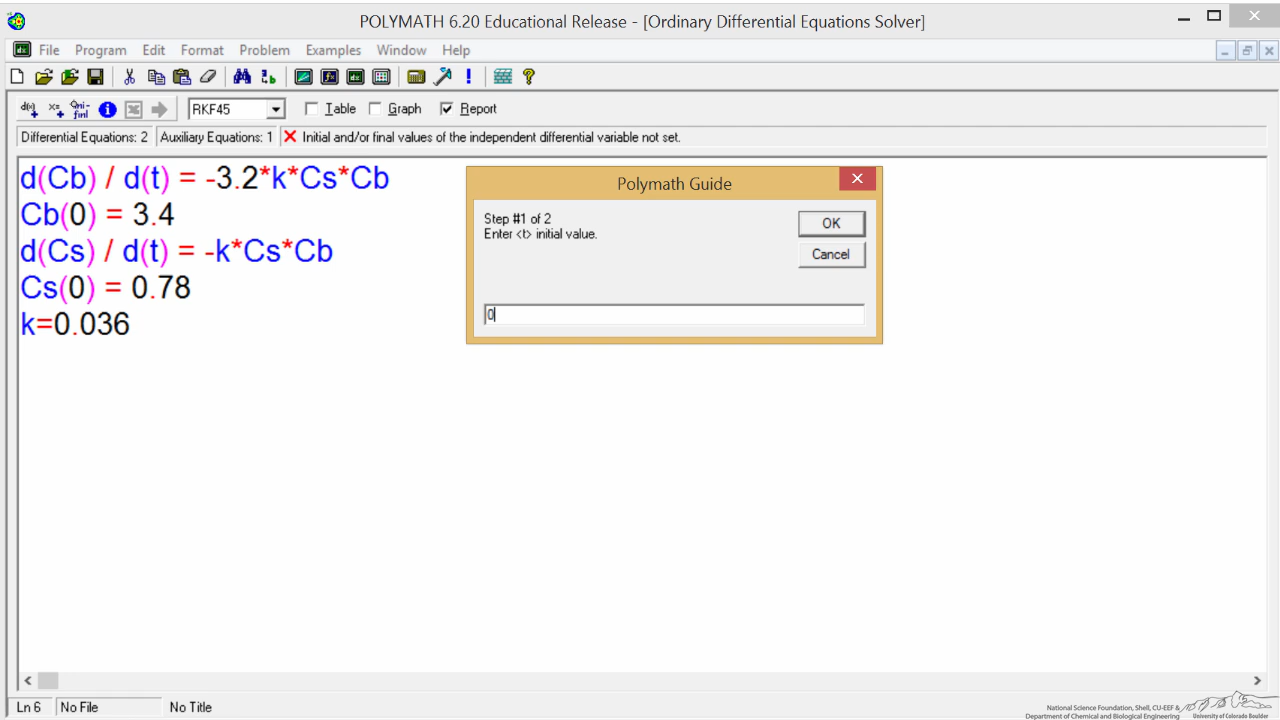 POLYMATH 6.20 Educational Release - [Ordinary Differential Equations Solver]
File Program Edit Format Problem Examples Window Help
RKF45 Table Graph Report
Differential Equations: 2 Auxiliary Equations: 1 Initial and/or final values of the independent differential variable not set.
d(Cb) / d(t) = -3.2*k*Cs*Cb
Cb(0) = 3.4
d(Cs) / d(t) = -k*Cs*Cb
Cs(0) = 0.78
k=0.036
Polymath Guide
Step #1 of 2
Enter <t> initial value.
OK
Cancel
0
Ln 6 No File No Title
National Science Foundation, Shell, CU-EEF &
Department of Chemical and Biological Engineering
University of Colorado Boulder